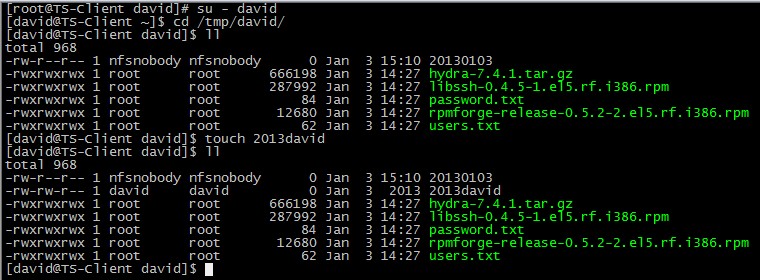 [root@TS-Client david]# su - david
[david@TS-Client ~]$ cd /tmp/david/
[david@TS-Client david]$ ll
total 968
-rw-r--r-- 1 nfsnobody nfsnobody      0 Jan  3 15:10 20130103
-rwxrwxrwx 1 root      root      666198 Jan  3 14:27 hydra-7.4.1.tar.gz
-rwxrwxrwx 1 root      root      287992 Jan  3 14:27 libssh-0.4.5-1.el5.rf.i386.rpm
-rwxrwxrwx 1 root      root          84 Jan  3 14:27 password.txt
-rwxrwxrwx 1 root      root       12680 Jan  3 14:27 rpmforge-release-0.5.2-2.el5.rf.i386.rpm
-rwxrwxrwx 1 root      root          62 Jan  3 14:27 users.txt
[david@TS-Client david]$ touch 2013david
[david@TS-Client david]$ ll
total 968
-rw-r--r-- 1 nfsnobody nfsnobody      0 Jan  3 15:10 20130103
-rw-rw-r-- 1 david     david          0 Jan  3  2013 2013david
-rwxrwxrwx 1 root      root      666198 Jan  3 14:27 hydra-7.4.1.tar.gz
-rwxrwxrwx 1 root      root      287992 Jan  3 14:27 libssh-0.4.5-1.el5.rf.i386.rpm
-rwxrwxrwx 1 root      root          84 Jan  3 14:27 password.txt
-rwxrwxrwx 1 root      root       12680 Jan  3 14:27 rpmforge-release-0.5.2-2.el5.rf.i386.rpm
-rwxrwxrwx 1 root      root          62 Jan  3 14:27 users.txt
[david@TS-Client david]$